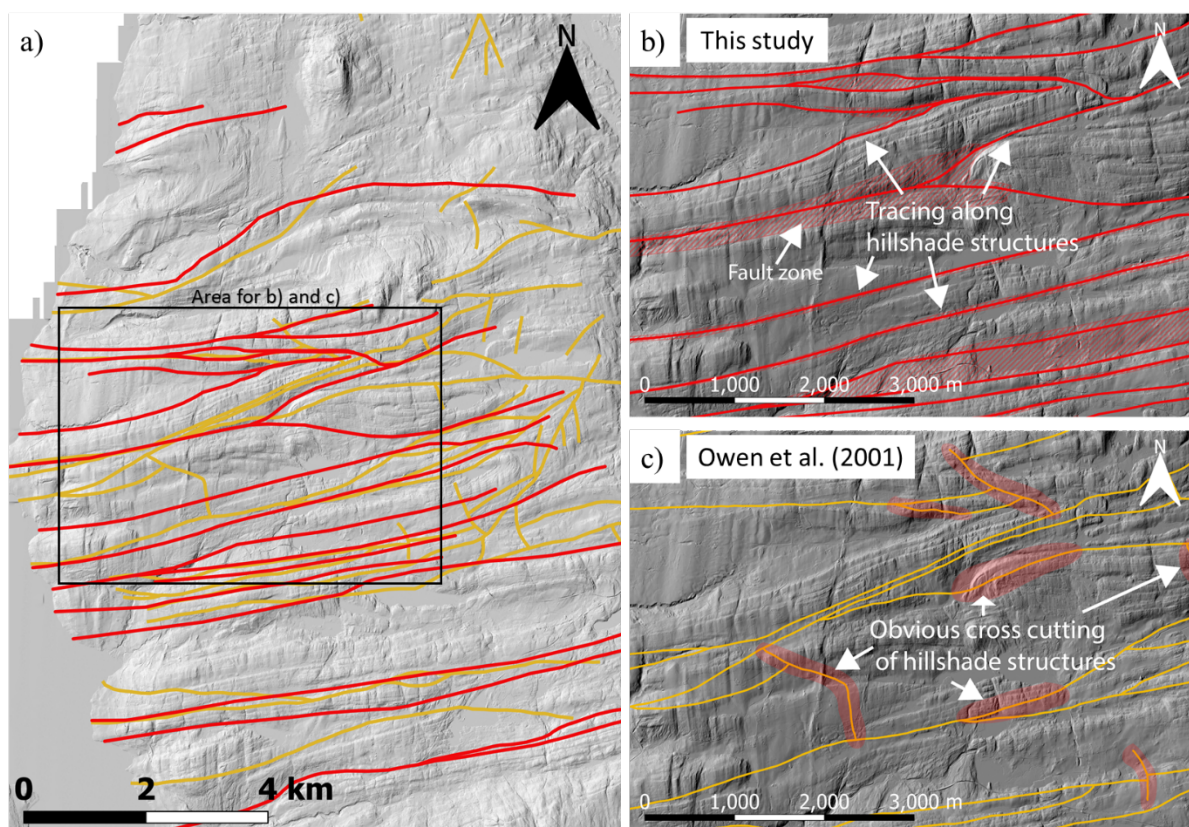 a)
N
Area for b) and c)
0 2 4 km
b)
This study
N
Tracing along
hillshade structures
Fault zone
0 1,000 2,000 3,000 m
c)
Owen et al. (2001)
N
Obvious cross cutting
of hillshade structures
0 1,000 2,000 3,000 m